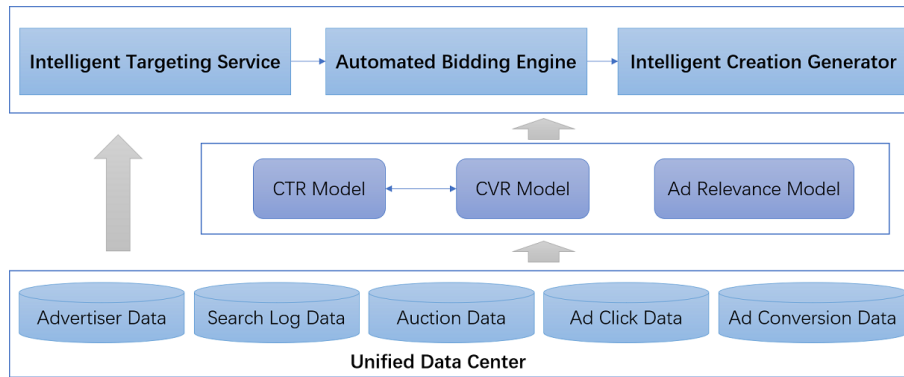 Intelligent Targeting Service
Automated Bidding Engine
Intelligent Creation Generator
CTR Model
CVR Model
Ad Relevance Model
Advertiser Data
Search Log Data
Auction Data
Ad Click Data
Ad Conversion Data
Unified Data Center